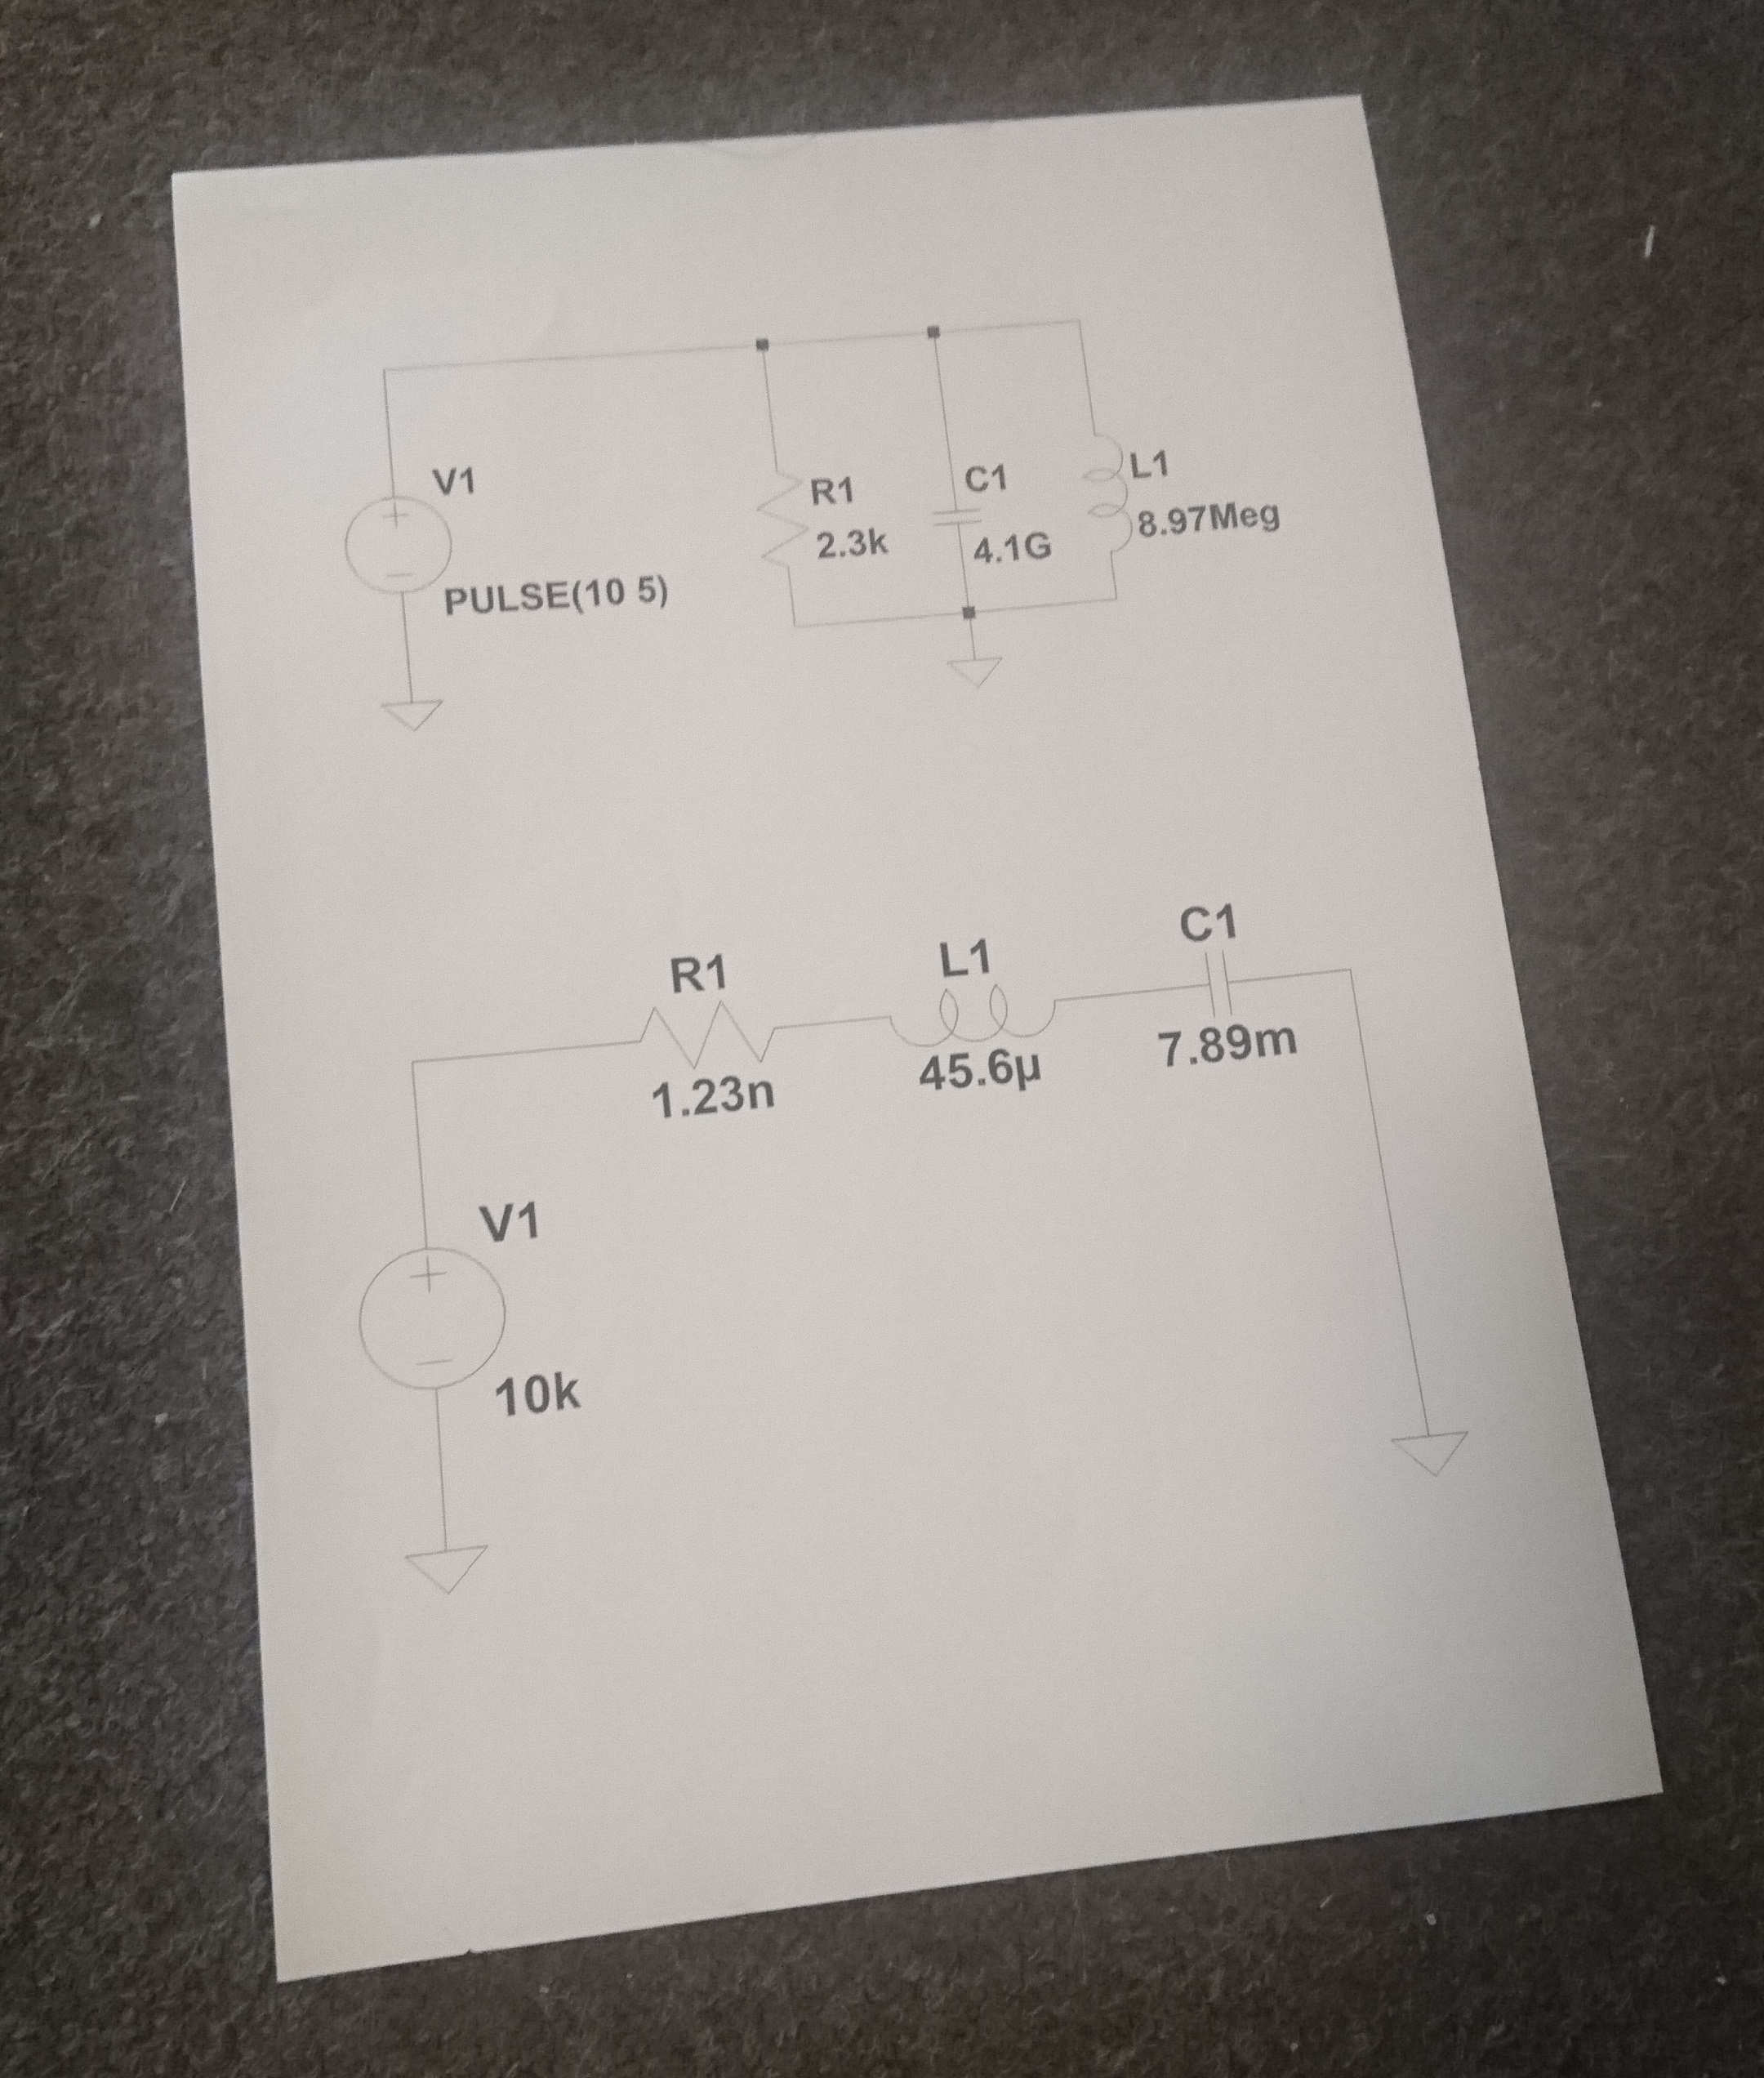 V1
PULSE(10 5)
R1
2.3k
C1
4.1G
L1
8.97Meg
R1
1.23n
L1
45.6µ
C1
7.89m
V1
10k